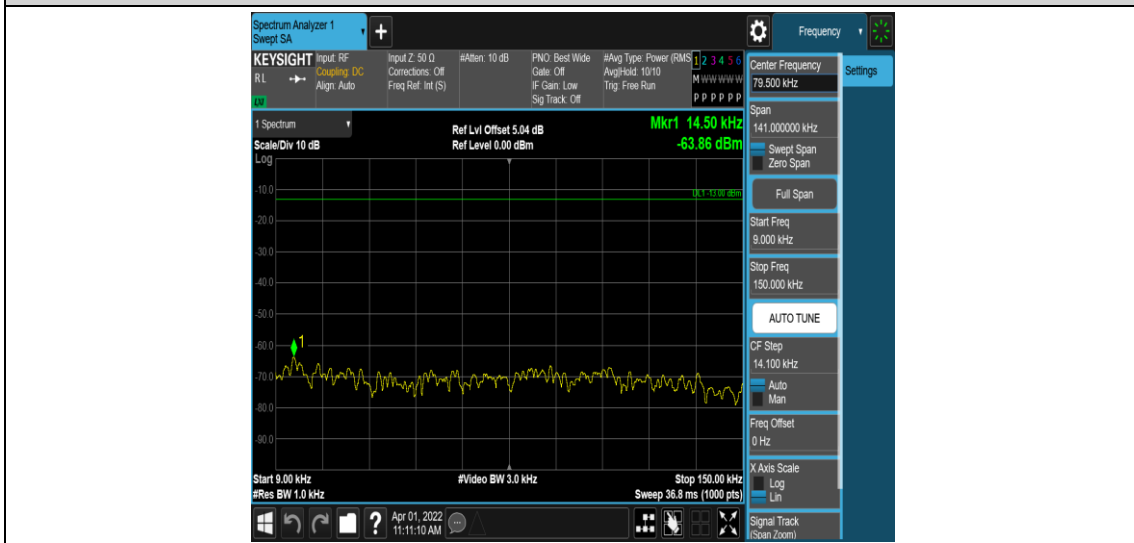 Spectrum Analyzer 1
Swept SA
+
Frequency
KEYSIGHT
RL
LXI
Input: RF
Coupling: DC
Align: Auto
Input Z: 50 Ω
Corrections: Off
Freq Ref: Int (S)
#Atten: 10 dB
PNO: Best Wide
Gate: Off
IF Gain: Low
Sig Track: Off
#Avg Type: Power (RMS
Avg|Hold: 10/10
Trig: Free Run
1 2 3 4 5 6
M W W W W W
P P P P P P
1 Spectrum
Scale/Div 10 dB
Log
Ref Lvl Offset 5.04 dB
Ref Level 0.00 dBm
Mkr1 14.50 kHz
-63.86 dBm
DL1 -13.00 dBm
-10.0
-20.0
-30.0
-40.0
-50.0
-60.0
-70.0
-80.0
-90.0
1
Start 9.00 kHz
#Res BW 1.0 kHz
#Video BW 3.0 kHz
Stop 150.00 kHz
Sweep 36.8 ms (1000 pts)
Center Frequency
79.500 kHz
Settings
Span
141.000000 kHz
Swept Span
Zero Span
Full Span
Start Freq
9.000 kHz
Stop Freq
150.000 kHz
AUTO TUNE
CF Step
14.100 kHz
Auto
Man
Freq Offset
0 Hz
X Axis Scale
Log
Lin
Signal Track
(Span Zoom)
?
Apr 01, 2022
11:11:10 AM